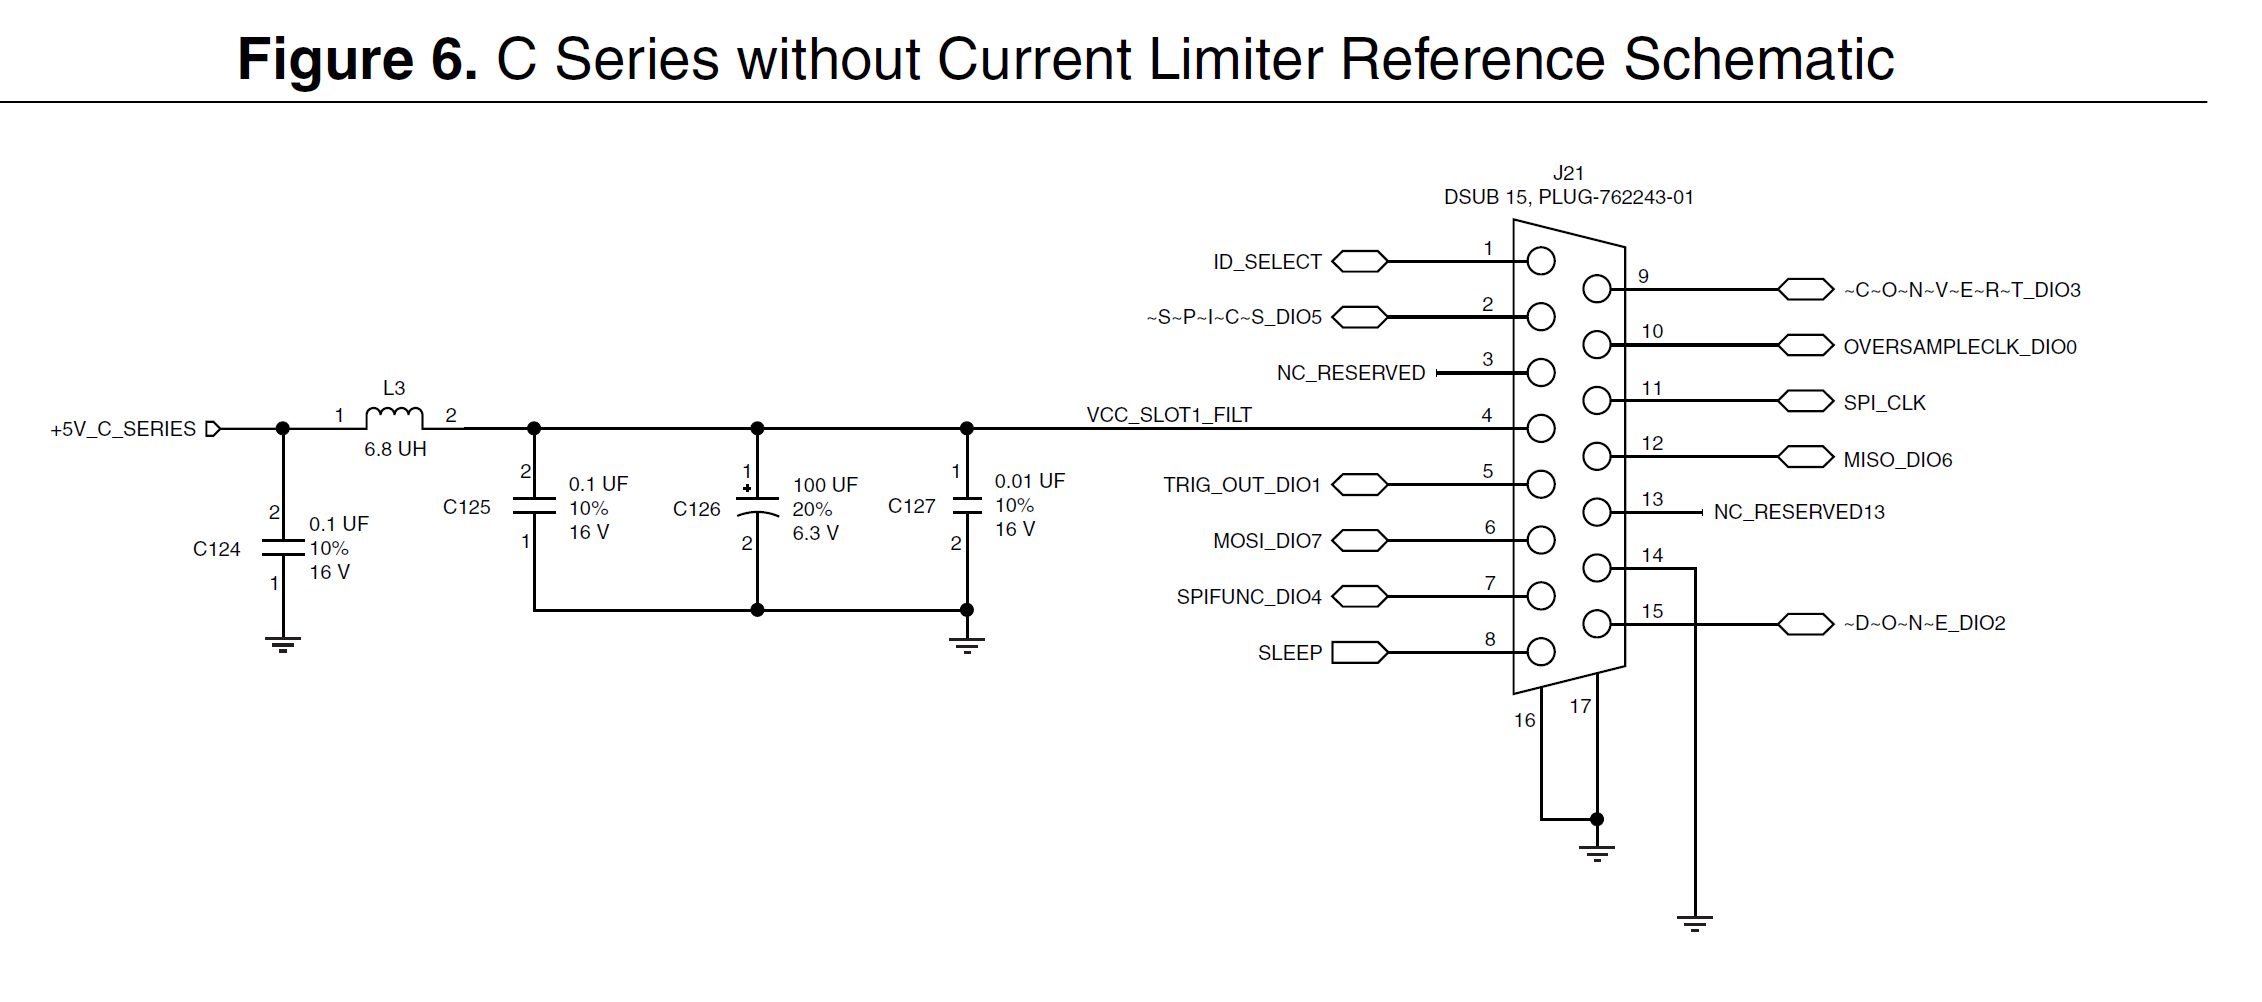 Figure 6. C Series without Current Limiter Reference Schematic
J21
DSUB 15, PLUG-762243-01
ID_SELECT
1
9
~C~O~N~V~E~R~T_DIO3
~S~P~I~C~S_DIO5
2
10
OVERSAMPLECLK_DIO0
NC_RESERVED
3
11
SPI_CLK
+5V_C_SERIES
1
L3
2
6.8 UH
VCC_SLOT1_FILT
4
12
MISO_DIO6
2
C124
0.1 UF
10%
16 V
1
2
C125
0.1 UF
10%
16 V
1
1
+
C126
100 UF
20%
6.3 V
2
1
C127
0.01 UF
10%
16 V
2
TRIG_OUT_DIO1
5
13
NC_RESERVED13
MOSI_DIO7
6
14
SPIFUNC_DIO4
7
15
~D~O~N~E_DIO2
SLEEP
8
16
17